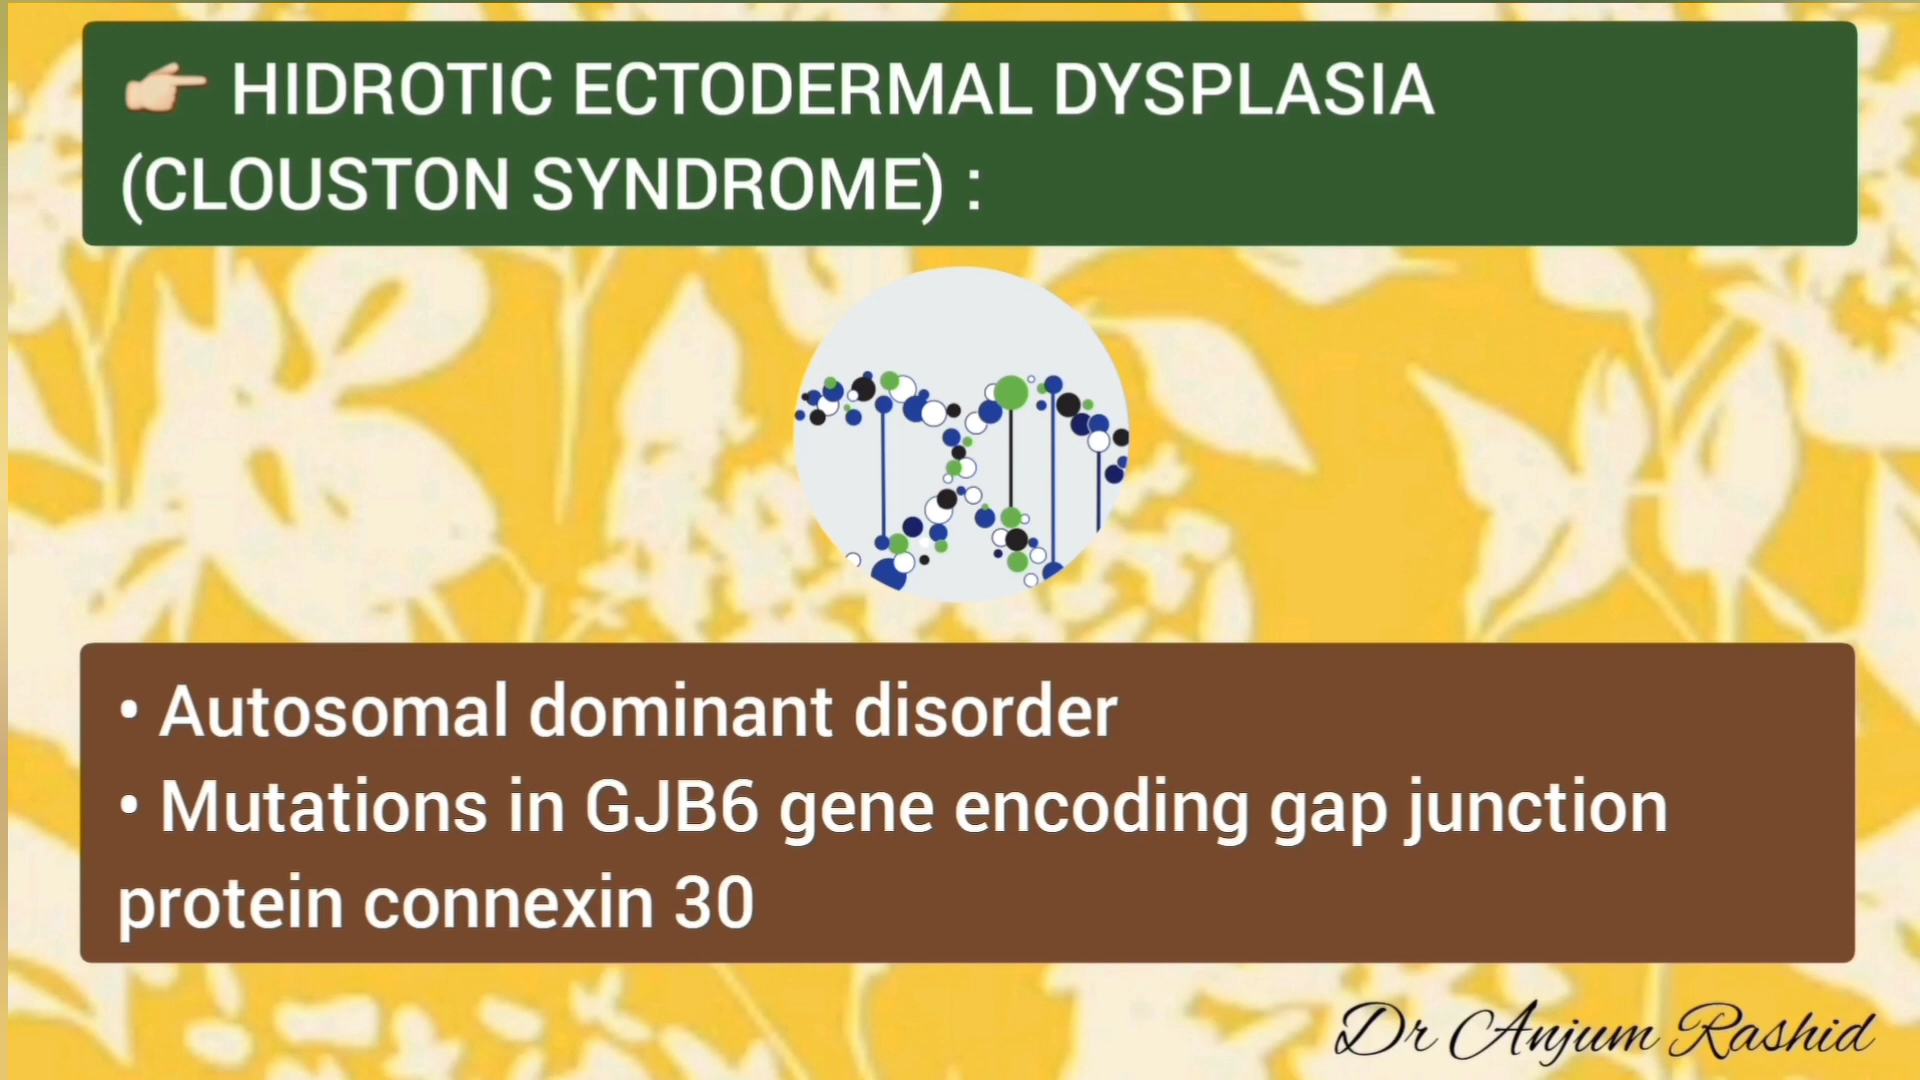 👉 HIDROTIC ECTODERMAL DYSPLASIA
(CLOUSTON SYNDROME) :
• Autosomal dominant disorder
• Mutations in GJB6 gene encoding gap junction
protein connexin 30
Dr Anjum Rashid